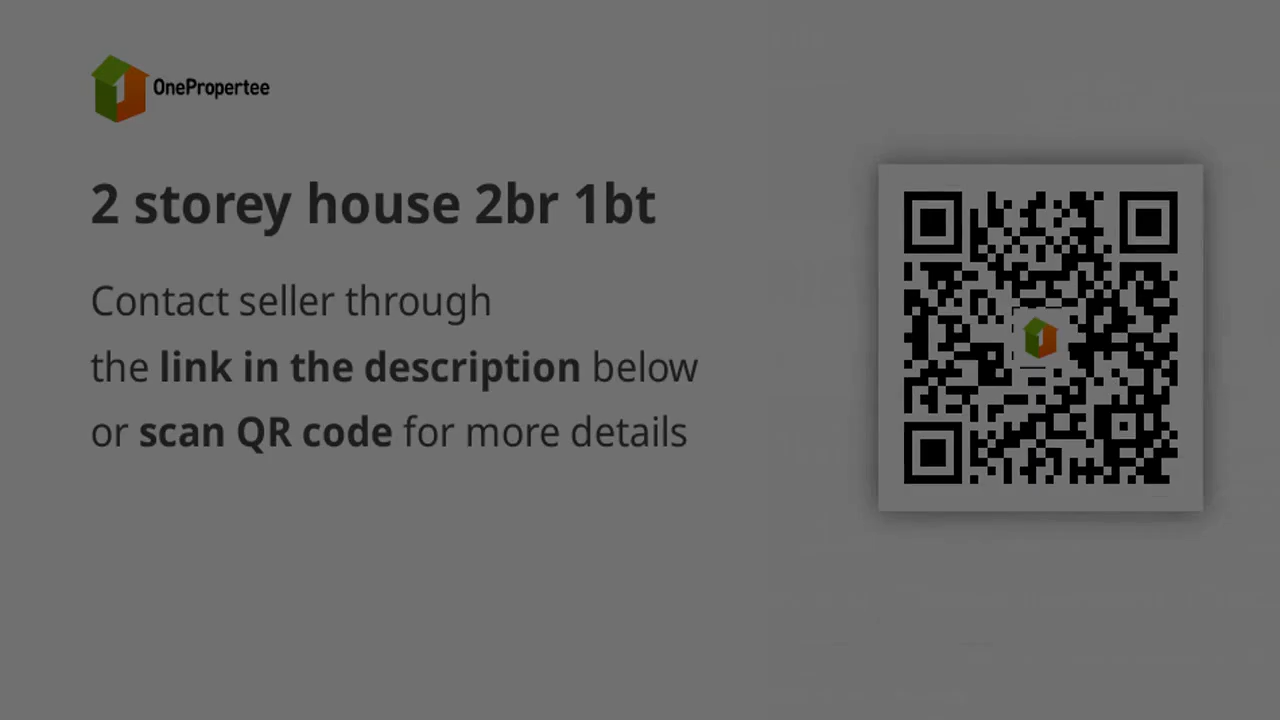 OnePropertee
2 storey house 2br 1bt
Contact seller through
the link in the description below
or scan QR code for more details